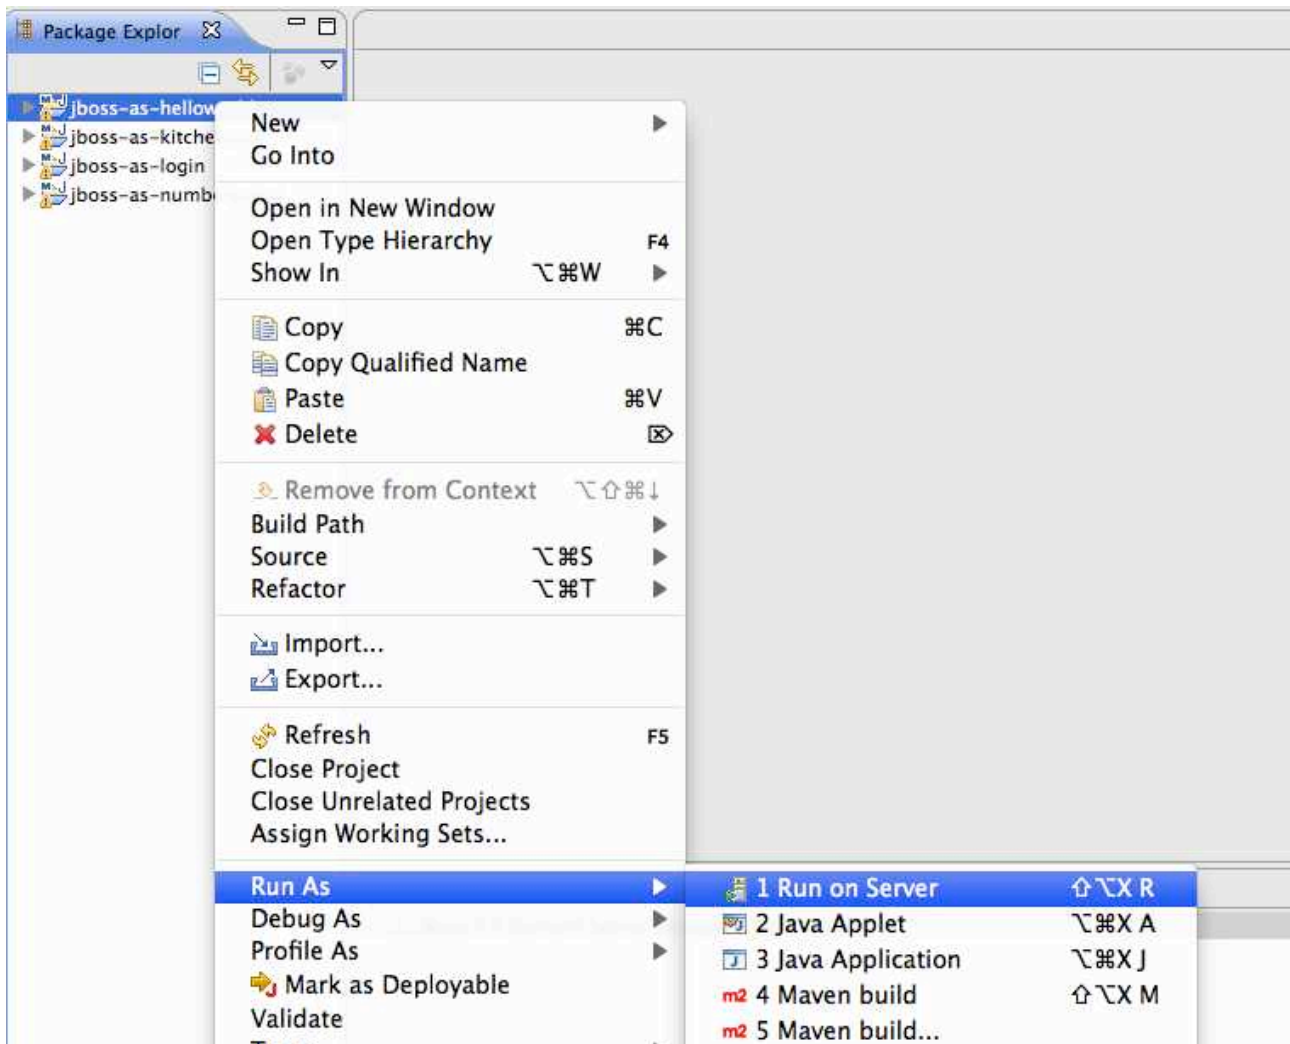 Package Explor
jboss-as-hellow
jboss-as-kitche
jboss-as-login
jboss-as-numb
New
Go Into
Open in New Window
Open Type Hierarchy F4
Show In ⌥⌘W
Copy ⌘C
Copy Qualified Name
Paste ⌘V
Delete ⌦
Remove from Context ⌥⇧⌘↓
Build Path
Source ⌥⌘S
Refactor ⌥⌘T
Import...
Export...
Refresh F5
Close Project
Close Unrelated Projects
Assign Working Sets...
Run As
Debug As
Profile As
Mark as Deployable
Validate
1 Run on Server ⇧⌥X R
2 Java Applet ⌥⌘X A
3 Java Application ⌥⌘X J
m2 4 Maven build ⇧⌥X M
m2 5 Maven build...